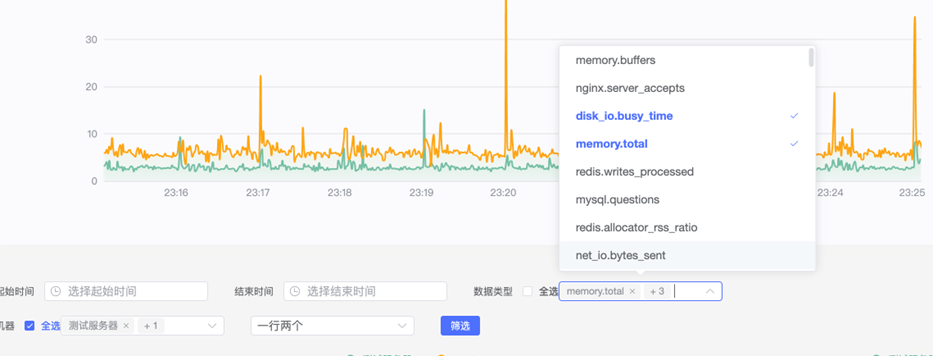 30
20
10
0
23:16 23:17 23:18 23:19 23:20 23:24 23:25
memory.buffers
nginx.server_accepts
disk_io.busy_time
memory.total
redis.writes_processed
mysql.questions
redis.allocator_rss_ratio
net_io.bytes_sent
起始时间 选择起始时间 结束时间 选择结束时间 数据类型 全选 memory.total × + 3
机器 全选 测试服务器 × + 1 一行两个 筛选